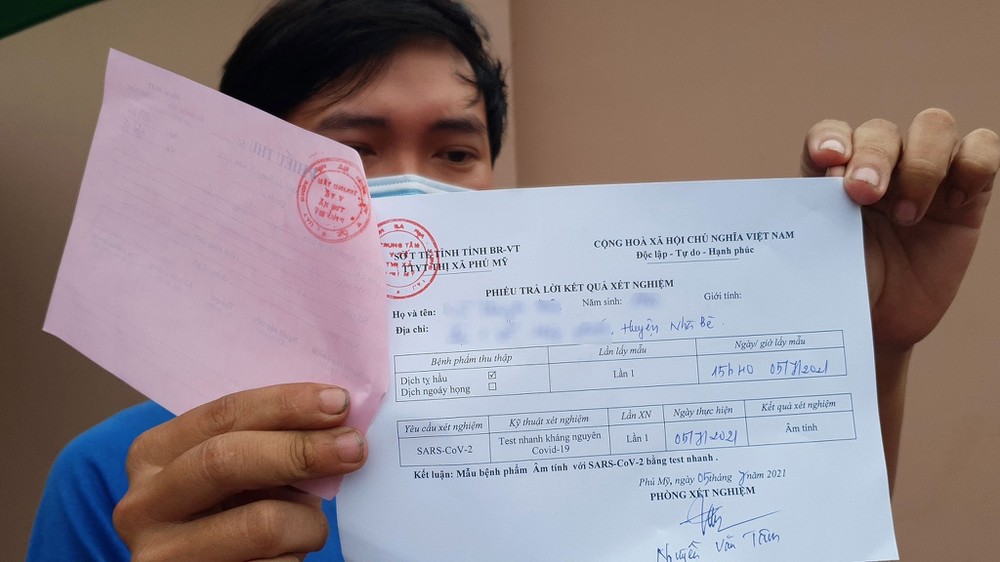 PHIẾU THU
SỞ Y TẾ TỈNH TỈNH BR-VT
TTYT THỊ XÃ PHÚ MỸ
CỘNG HOÀ XÃ HỘI CHỦ NGHĨA VIỆT NAM
Độc lập - Tự do - Hạnh phúc
PHIẾU TRẢ LỜI KẾT QUẢ XÉT NGHIỆM
Họ và tên: Năm sinh: Giới tính:
Địa chỉ: , Huyện Nhà Bè
Bệnh phẩm thu thập Lần lấy mẫu Ngày/ giờ lấy mẫu
Dịch tỵ hầu ☑ Lần 1 15h40 05/7/2021
Dịch ngoáy họng ☐
Yêu cầu xét nghiệm Kỹ thuật xét nghiệm Lần XN Ngày thực hiện Kết quả xét nghiệm
SARS-CoV-2 Test nhanh kháng nguyên Lần 1 05/7/2021 Âm tính
Covid-19
Kết luận: Mẫu bệnh phẩm Âm tính với SARS-CoV-2 bằng test nhanh .
Phú Mỹ, ngày 05 tháng 7 năm 2021
PHÒNG XÉT NGHIỆM
Nguyễn Văn Tâm